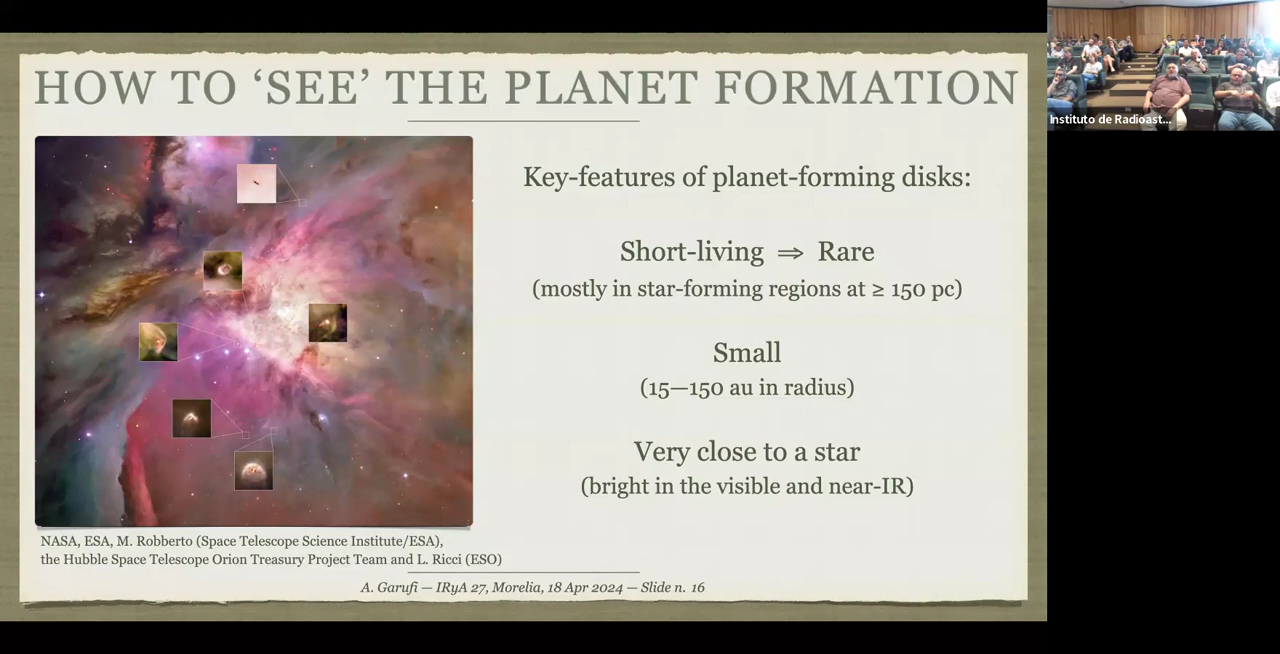 HOW TO ‘SEE’ THE PLANET FORMATION
Key-features of planet-forming disks:
Short-living ⇒ Rare
(mostly in star-forming regions at ≥ 150 pc)
Small
(15—150 au in radius)
Very close to a star
(bright in the visible and near-IR)
NASA, ESA, M. Robberto (Space Telescope Science Institute/ESA),
the Hubble Space Telescope Orion Treasury Project Team and L. Ricci (ESO)
A. Garufi — IRyA 27, Morelia, 18 Apr 2024 — Slide n. 16
Instituto de Radioast...